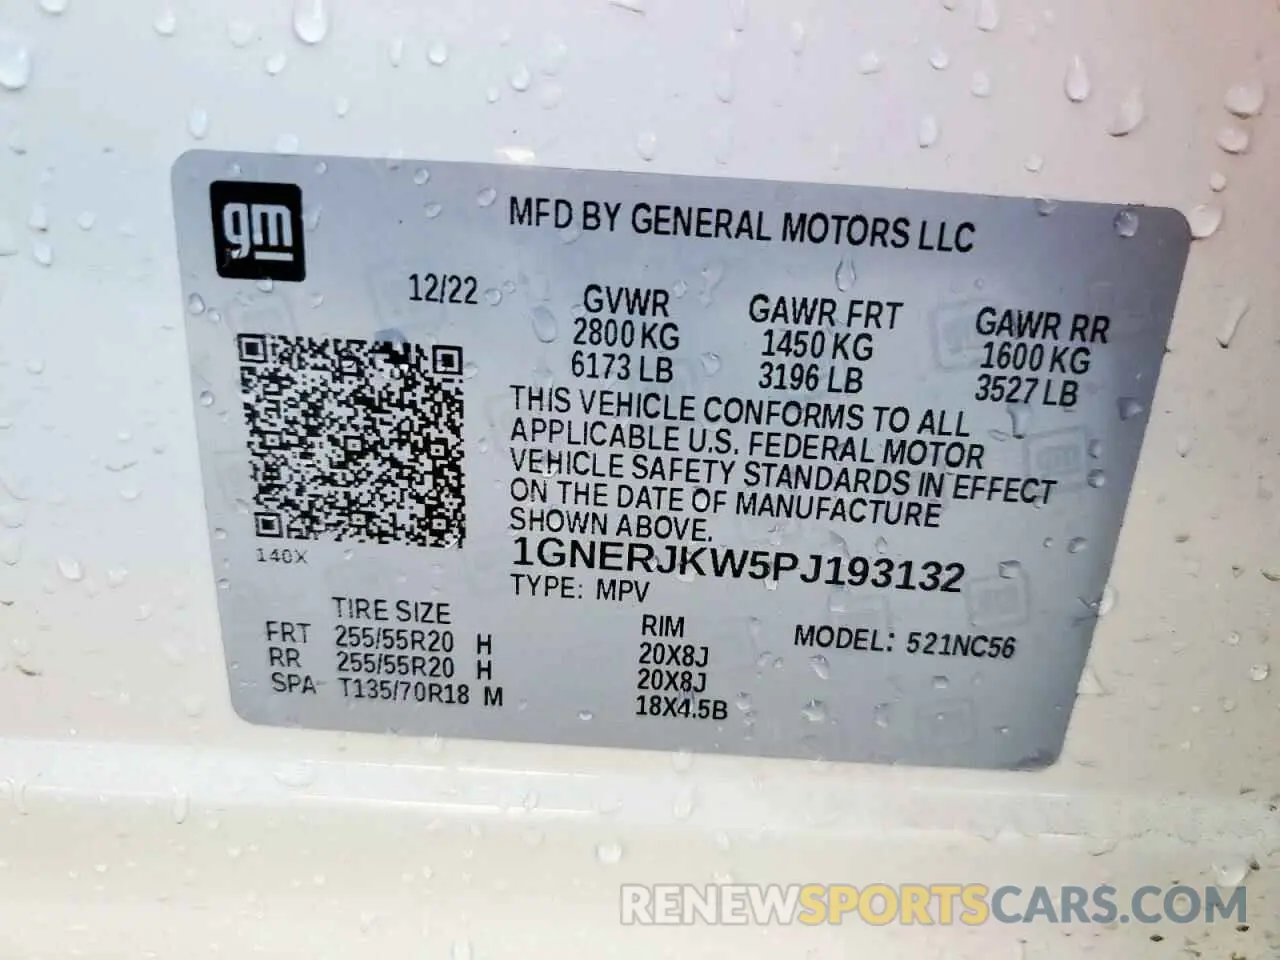 gm
MFD BY GENERAL MOTORS LLC
12/22
GVWR
2800 KG
6173 LB
GAWR FRT
1450 KG
3196 LB
GAWR RR
1600 KG
3527 LB
THIS VEHICLE CONFORMS TO ALL
APPLICABLE U.S. FEDERAL MOTOR
VEHICLE SAFETY STANDARDS IN EFFECT
ON THE DATE OF MANUFACTURE
SHOWN ABOVE.
140X
1GNERJKW5PJ193132
TYPE: MPV
MODEL: 521NC56
TIRE SIZE RIM
FRT 255/55R20 H 20X8J
RR 255/55R20 H 20X8J
SPA T135/70R18 M 18X4.5B
RENEWSPORTSCARS.COM